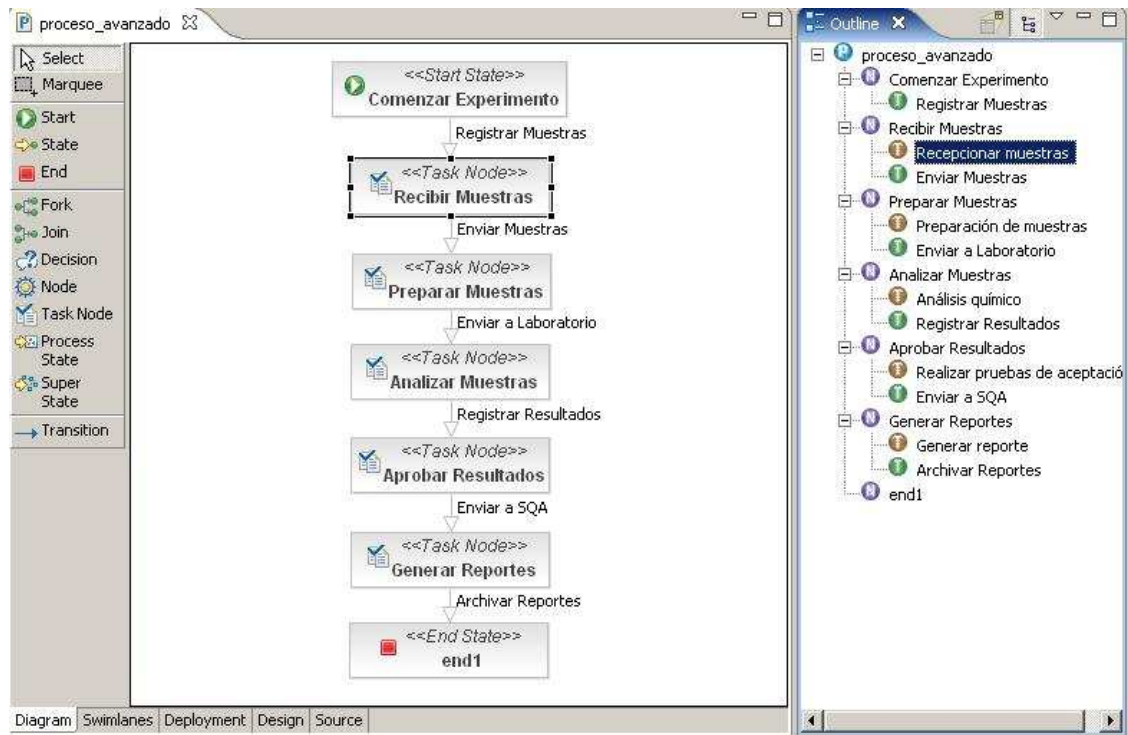 proceso_avanzado
Select
Marquee
Start
State
End
Fork
Join
Decision
Node
Task Node
Process
State
Super
State
Transition
<<Start State>>
Comenzar Experimento
Registrar Muestras
<<Task Node>>
Recibir Muestras
Enviar Muestras
<<Task Node>>
Preparar Muestras
Enviar a Laboratorio
<<Task Node>>
Analizar Muestras
Registrar Resultados
<<Task Node>>
Aprobar Resultados
Enviar a SQA
<<Task Node>>
Generar Reportes
Archivar Reportes
<<End State>>
end1
Diagram Swimlanes Deployment Design Source
Outline
proceso_avanzado
Comenzar Experimento
Registrar Muestras
Recibir Muestras
Recepcionar muestras
Enviar Muestras
Preparar Muestras
Preparación de muestras
Enviar a Laboratorio
Analizar Muestras
Análisis químico
Registrar Resultados
Aprobar Resultados
Realizar pruebas de aceptació
Enviar a SQA
Generar Reportes
Generar reporte
Archivar Reportes
end1